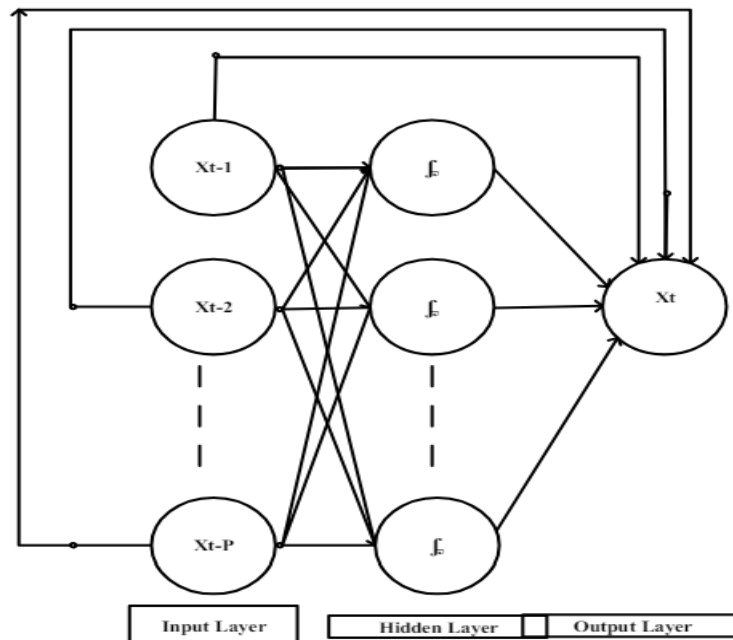 Xt-1
Xt-2
Xt
Xt-P
Input Layer
Hidden Layer
Output Layer